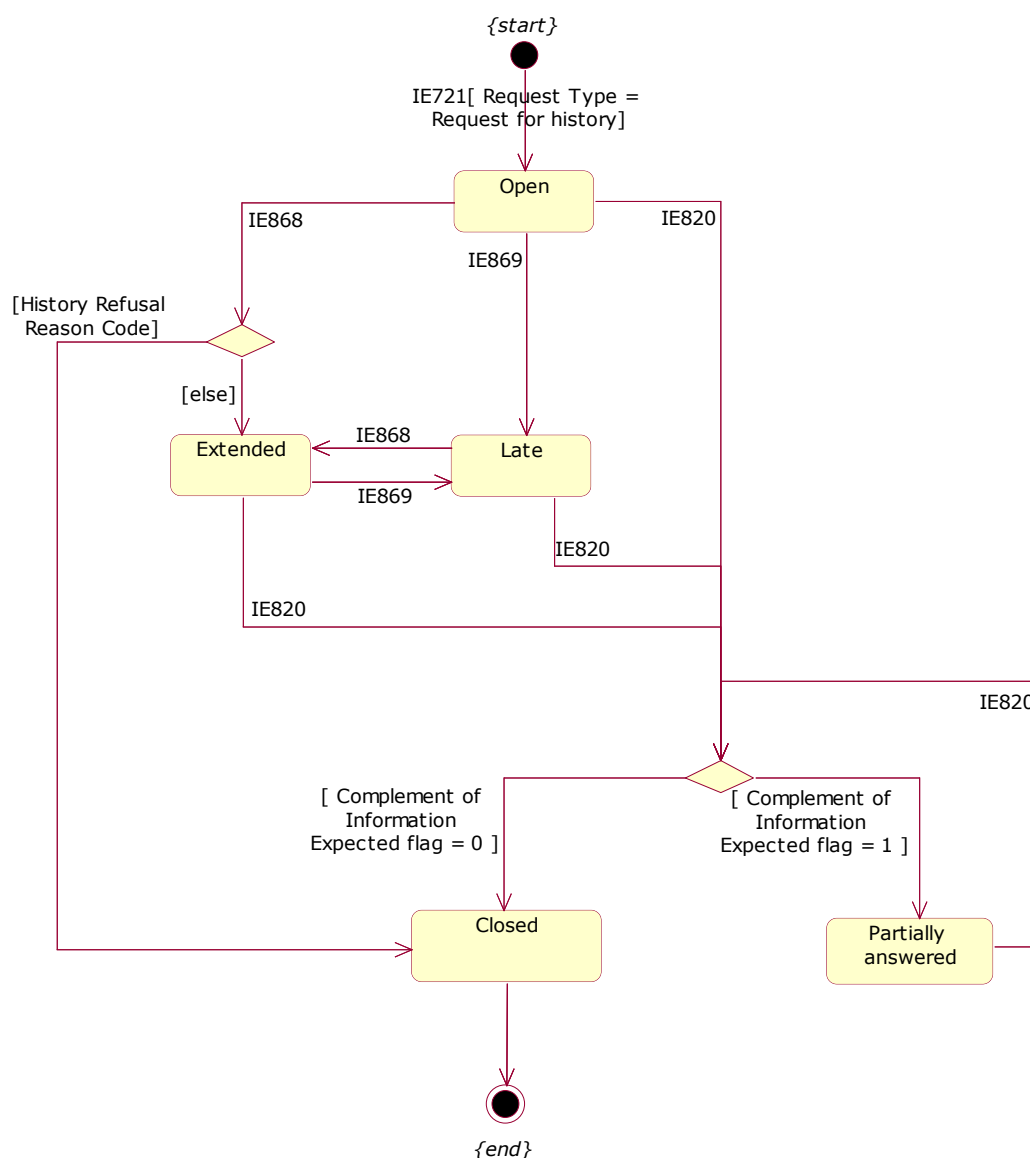 {start}
IE721[ Request Type =
Request for history]
Open
IE868
IE820
IE869
[History Refusal
Reason Code]
[else]
Extended
IE868
Late
IE869
IE820
IE820
IE820
[ Complement of
Information
Expected flag = 0 ]
[ Complement of
Information
Expected flag = 1 ]
Closed
Partially
answered
{end}